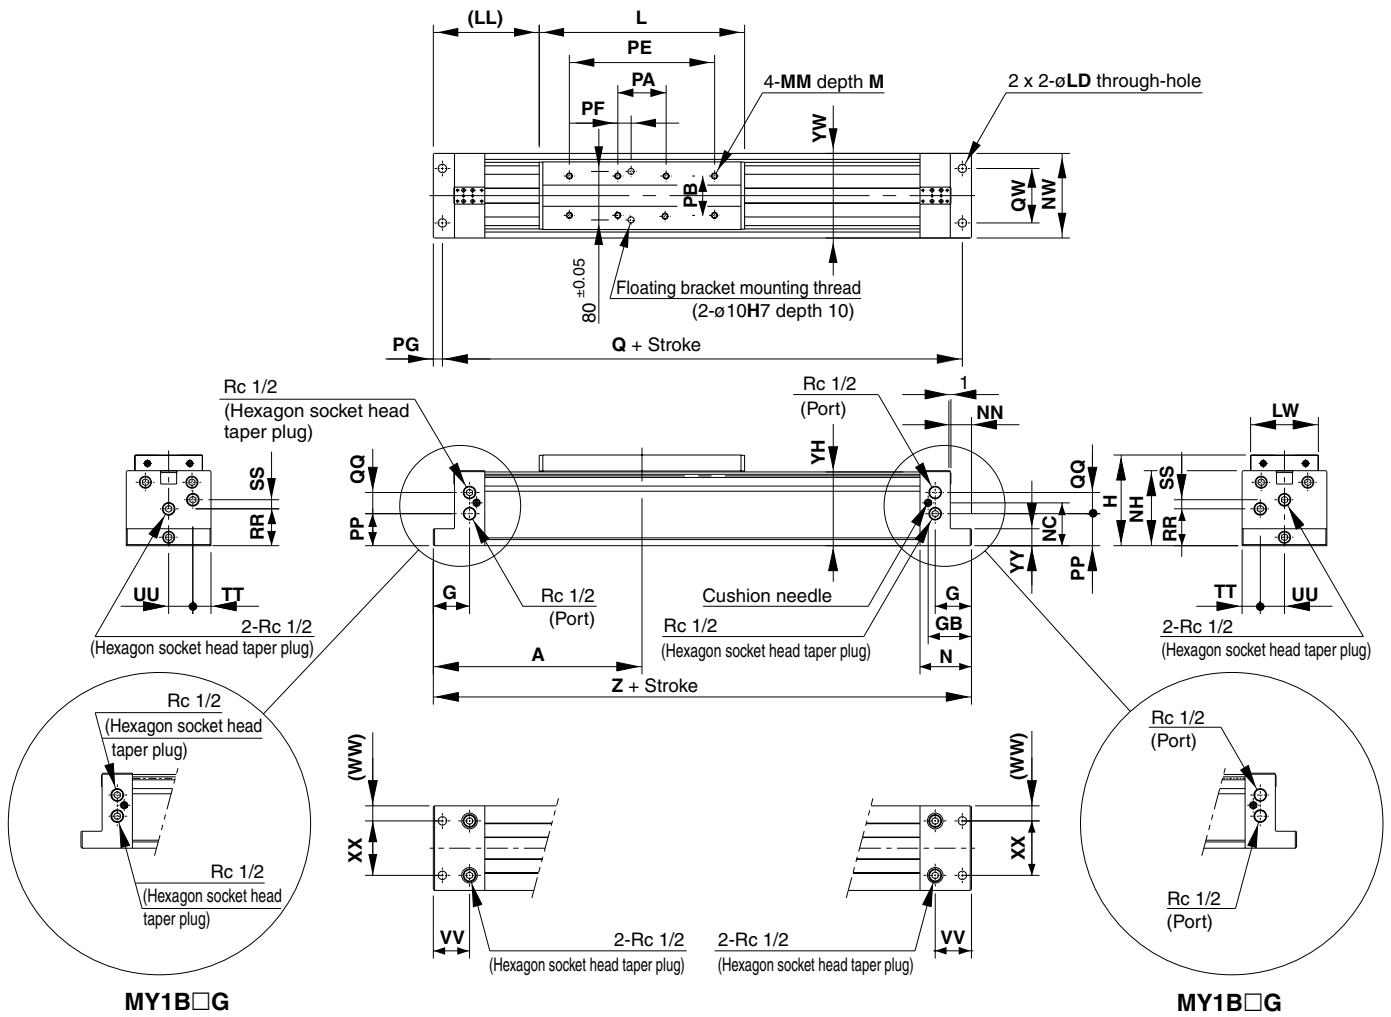 (LL)
L
PE
PA
PF
4-MM depth M
2 x 2-øLD through-hole
YW
PB
QW
NW
80 ±0.05
Floating bracket mounting thread
(2-ø10H7 depth 10)
PG
Q + Stroke
Rc 1/2
(Hexagon socket head
taper plug)
Rc 1/2
(Port)
1
NN
LW
SS
RR
UU
TT
2-Rc 1/2
(Hexagon socket head taper plug)
QQ
PP
YH
QQ
NC
YY
PP
H
NH
SS
RR
TT
UU
2-Rc 1/2
(Hexagon socket head taper plug)
G
Rc 1/2
(Port)
Cushion needle
Rc 1/2
(Hexagon socket head taper plug)
G
GB
N
A
Z + Stroke
Rc 1/2
(Hexagon socket head
taper plug)
Rc 1/2
(Hexagon socket head
taper plug)
MY1B□G
(WW)
XX
VV
2-Rc 1/2
(Hexagon socket head taper plug)
2-Rc 1/2
(Hexagon socket head taper plug)
(WW)
XX
VV
Rc 1/2
(Port)
Rc 1/2
(Port)
MY1B□G